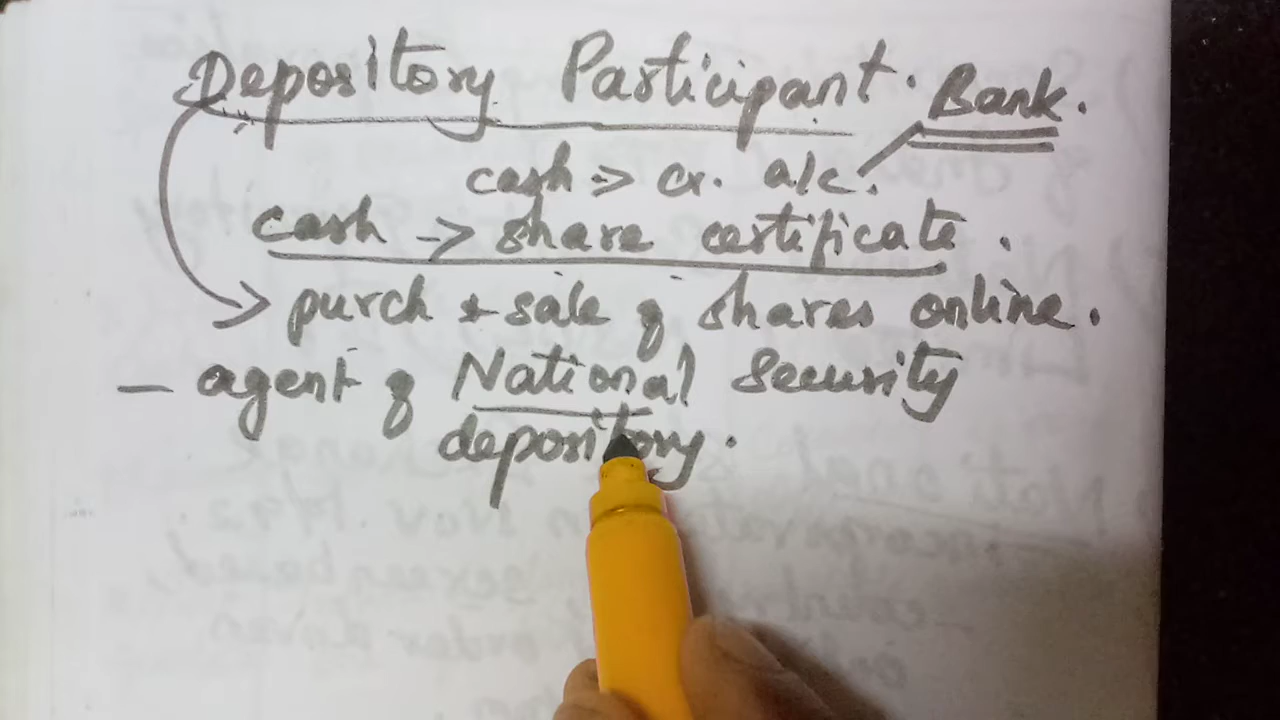 Depository Participant. Bank.
cash -> cr. a/c.
cash -> share certificate.
-> purch & sale of shares online.
- agent of National Security
depository.